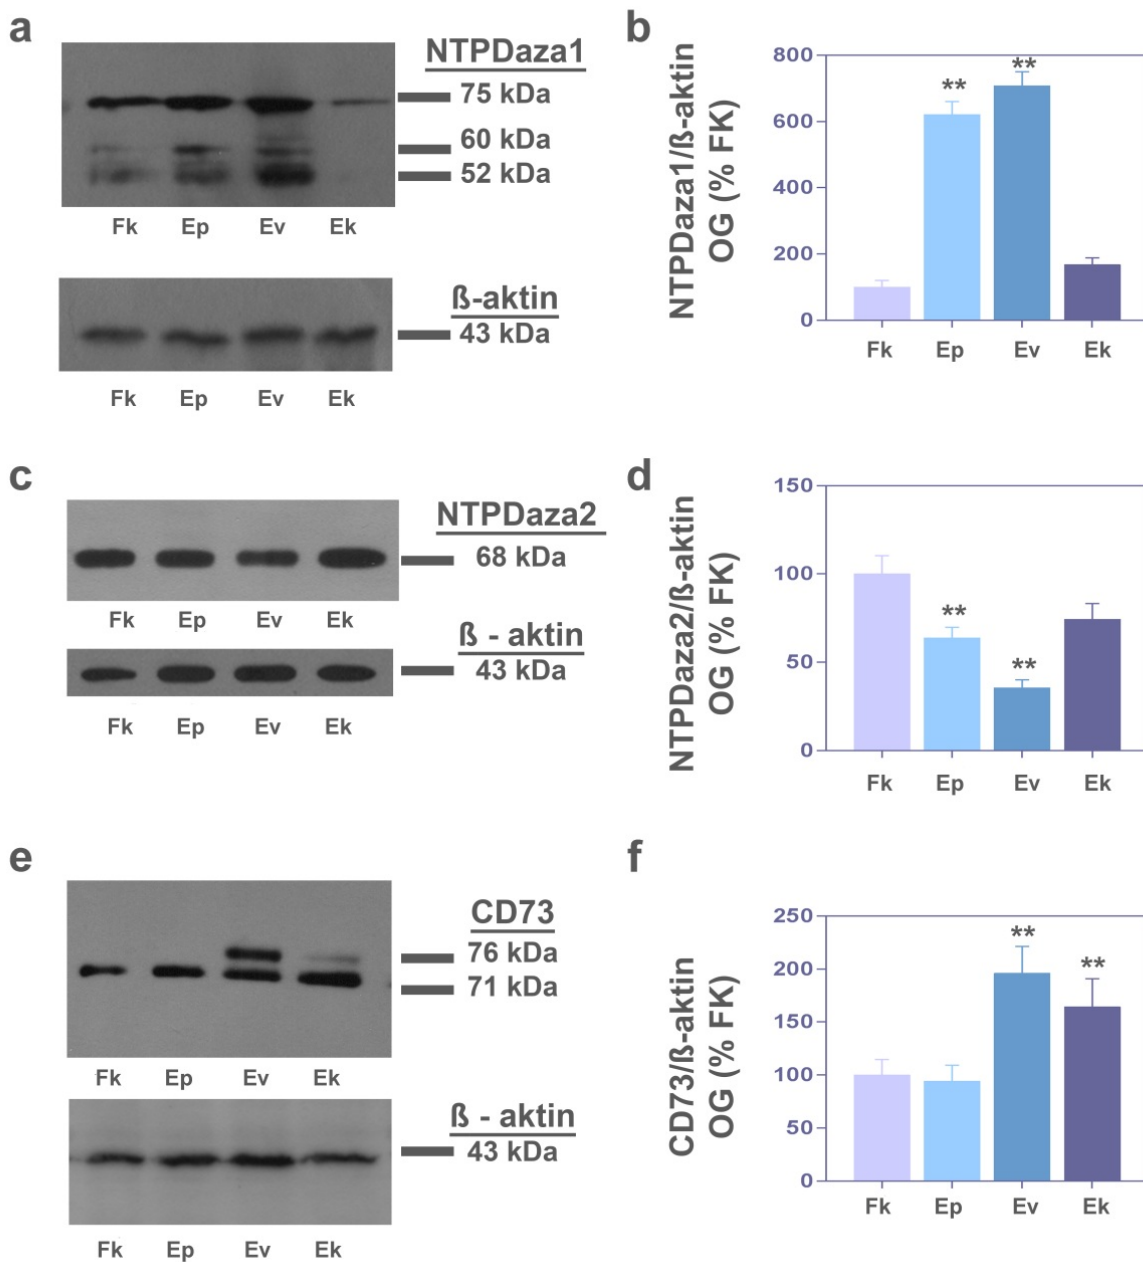 a
NTPDaza1
75 kDa
60 kDa
52 kDa
Fk Ep Ev Ek
ß-aktin
43 kDa
Fk Ep Ev Ek
b
NTPDaza1/ß-aktin
OG (% FK)
800
600
400
200
0
** **
Fk Ep Ev Ek
c
NTPDaza2
68 kDa
Fk Ep Ev Ek
ß - aktin
43 kDa
Fk Ep Ev Ek
d
NTPDaza2/ß-aktin
OG (% FK)
150
100
50
0
** **
Fk Ep Ev Ek
e
CD73
76 kDa
71 kDa
Fk Ep Ev Ek
ß - aktin
43 kDa
Fk Ep Ev Ek
f
CD73/ß-aktin
OG (% FK)
250
200
150
100
50
0
** **
Fk Ep Ev Ek